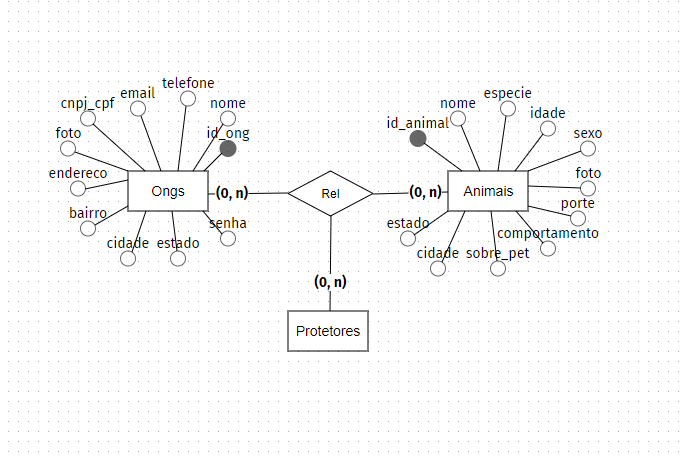 telefone
email
cnpj_cpf
nome
foto
id_ong
endereco
Ongs
bairro
senha
cidade
estado
(0, n)
Rel
(0, n)
especie
nome
idade
id_animal
sexo
foto
Animais
porte
estado
comportamento
cidade
sobre_pet
(0, n)
Protetores